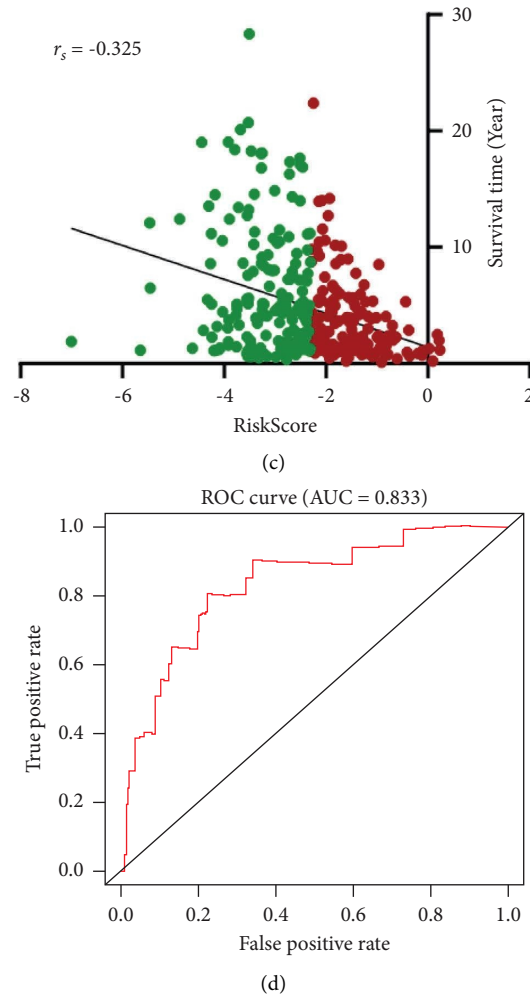 30
r_s = -0.325
20
Survival time (Year)
10
-8 -6 -4 -2 0 2
RiskScore
(c)
ROC curve (AUC = 0.833)
1.0
0.8
0.6
0.4
0.2
0.0
True positive rate
0.0 0.2 0.4 0.6 0.8 1.0
False positive rate
(d)